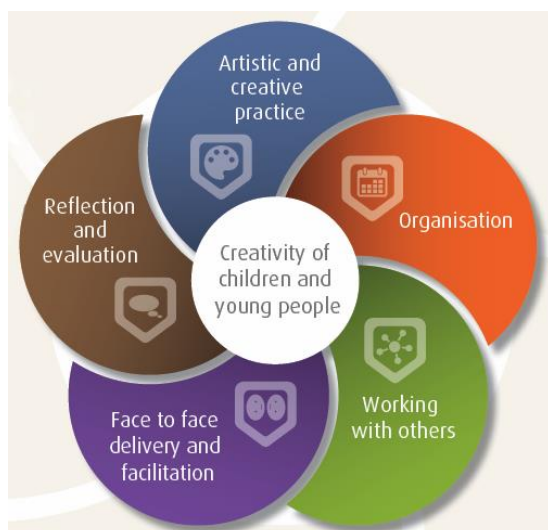 Artistic and
creative
practice
Organisation
Working
with others
Face to face
delivery and
facilitation
Reflection
and
evaluation
Creativity of
children and
young people